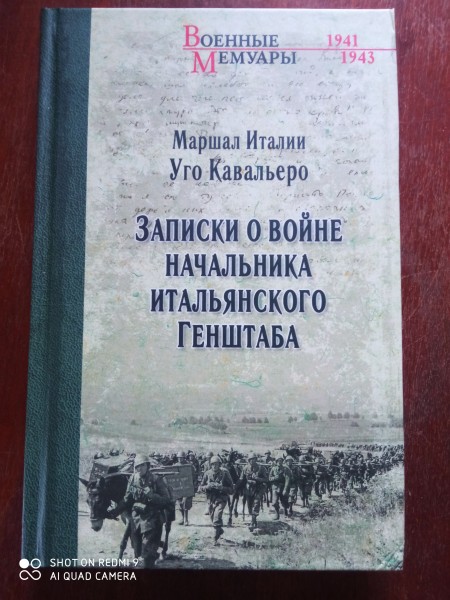 ВОЕННЫЕ 1941
МЕМУАРЫ 1943
Маршал Италии
Уго Кавальеро
ЗАПИСКИ О ВОЙНЕ
НАЧАЛЬНИКА
ИТАЛЬЯНСКОГО
ГЕНШТАБА
SHOT ON REDMI 9
AI QUAD CAMERA